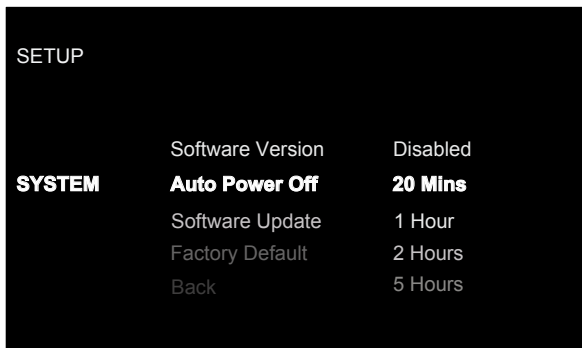 SETUP
Software Version Disabled
SYSTEM Auto Power Off 20 Mins
Software Update 1 Hour
Factory Default 2 Hours
Back 5 Hours